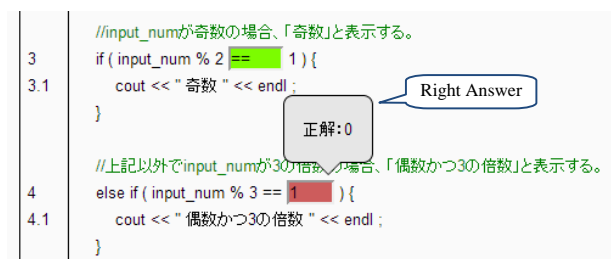 //input_numが奇数の場合、「奇数」と表示する。
3 if ( input_num % 2 == 1 ) {
3.1 cout << " 奇数 " << endl ;
}
Right Answer
正解:0
//上記以外でinput_numが3の倍数の場合、「偶数かつ3の倍数」と表示する。
4 else if ( input_num % 3 == 1 ) {
4.1 cout << " 偶数かつ3の倍数 " << endl ;
}